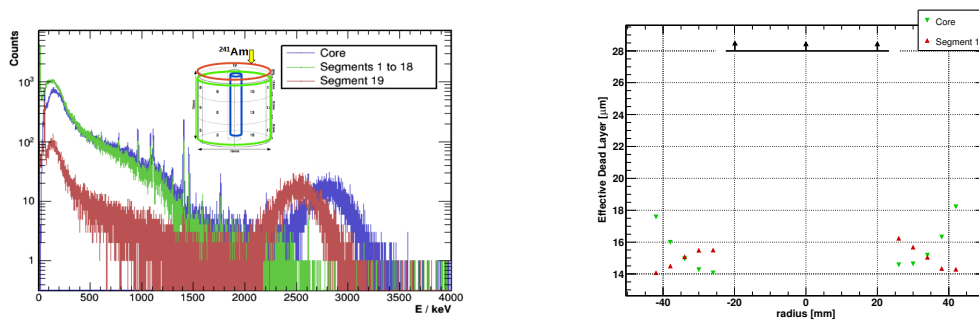 Counts
10³
10²
10
1
0 500 1000 1500 2000 2500 3000 3500 4000
E / keV
²⁴¹Am
Core
Segments 1 to 18
Segment 19
Core
Segment 1
Effective Dead Layer [μm]
28
26
24
22
20
18
16
14
-40 -20 0 20 40
radius [mm]